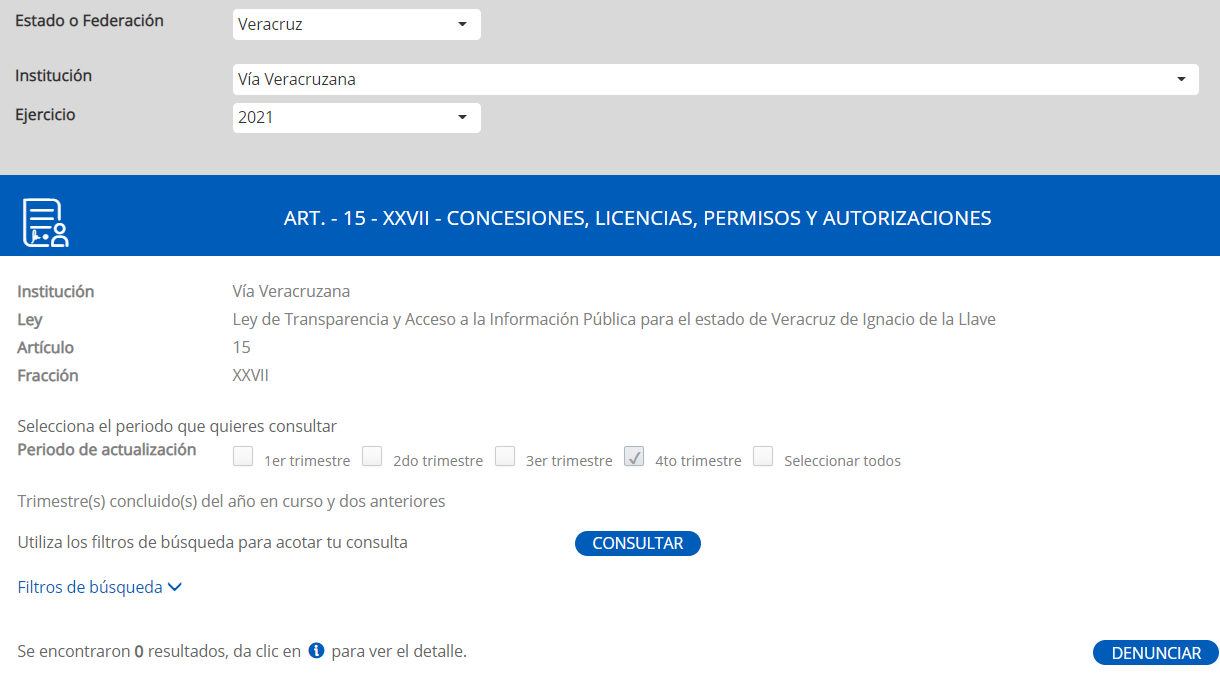 Estado o Federación Veracruz
Institución Vía Veracruzana
Ejercicio 2021
ART. - 15 - XXVII - CONCESIONES, LICENCIAS, PERMISOS Y AUTORIZACIONES
Institución Vía Veracruzana
Ley Ley de Transparencia y Acceso a la Información Pública para el estado de Veracruz de Ignacio de la Llave
Artículo 15
Fracción XXVII
Selecciona el periodo que quieres consultar
Periodo de actualización 1er trimestre 2do trimestre 3er trimestre 4to trimestre Seleccionar todos
Trimestre(s) concluido(s) del año en curso y dos anteriores
Utiliza los filtros de búsqueda para acotar tu consulta CONSULTAR
Filtros de búsqueda
Se encontraron 0 resultados, da clic en i para ver el detalle. DENUNCIAR